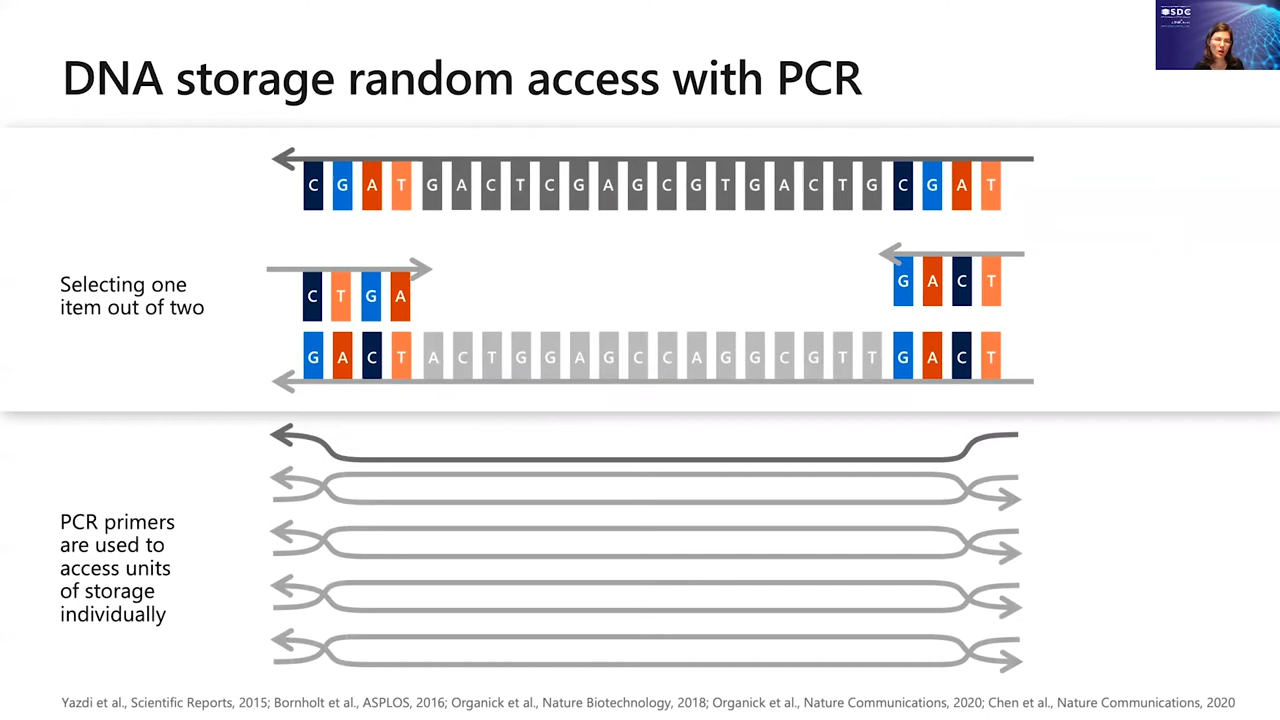 SDC
DNA storage random access with PCR
C G A T G A C T C G A G C G T G A C T G C G A T
Selecting one
item out of two
C T G A
G A C T
G A C T A C T G G A G C C A G G C G T T G A C T
PCR primers
are used to
access units
of storage
individually
Yazdi et al., Scientific Reports, 2015; Bornholt et al., ASPLOS, 2016; Organick et al., Nature Biotechnology, 2018; Organick et al., Nature Communications, 2020; Chen et al., Nature Communications, 2020